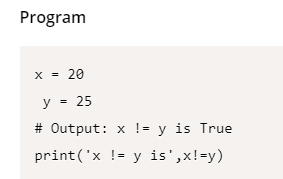 Program
x = 20
y = 25
# Output: x != y is True
print('x != y is',x!=y)